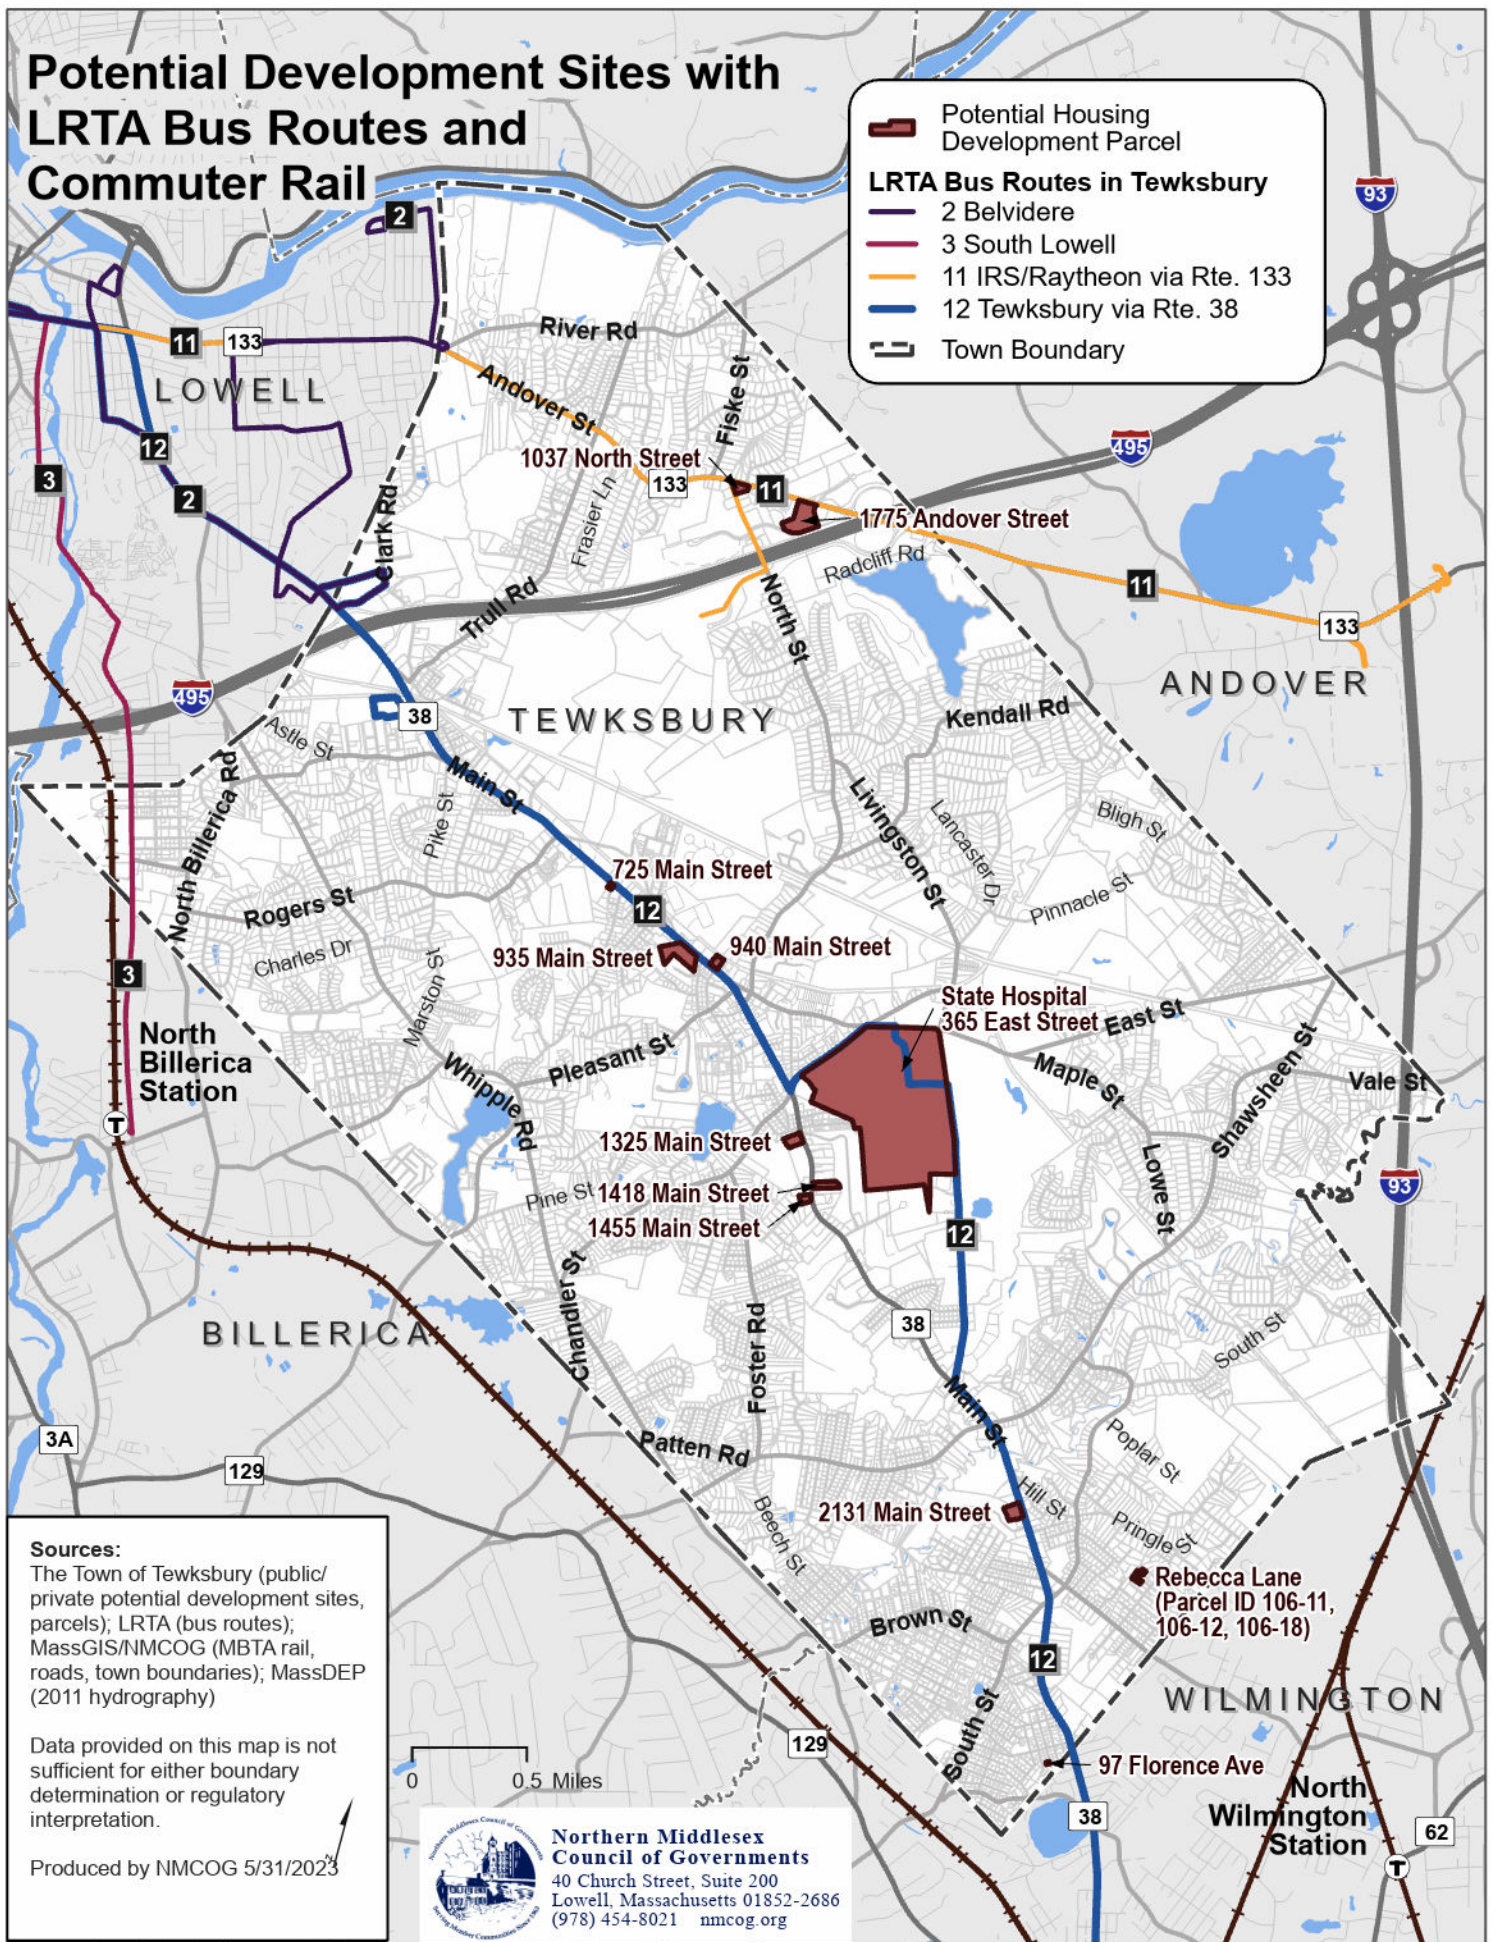 Potential Development Sites with
LRTA Bus Routes and
Commuter Rail
Potential Housing
Development Parcel
LRTA Bus Routes in Tewksbury
2 Belvidere
3 South Lowell
11 IRS/Raytheon via Rte. 133
12 Tewksbury via Rte. 38
Town Boundary
93
2
River Rd
11
133
LOWELL
Andover St
Fiske St
12
495
1037 North Street
3
133
11
2
Clark Rd
Frasier Ln
1775 Andover Street
Radcliff Rd
11
Trull Rd
North St
133
495
ANDOVER
38
TEWKSBURY
Kendall Rd
Astle St
North Billerica Rd
Main St
Pike St
Livingston St
Lancaster Dr
Bligh St
725 Main Street
Pinnacle St
Rogers St
12
Charles Dr
935 Main Street
940 Main Street
3
Marston St
State Hospital
365 East Street
East St
North
Billerica
Station
Pleasant St
Whipple Rd
Maple St
Shawsheen St
Vale St
T
1325 Main Street
Lowe St
93
Pine St
1418 Main Street
1455 Main Street
12
Chandler St
BILLERICA
38
Foster Rd
South St
Main St
3A
129
Patten Rd
Poplar St
Beech St
2131 Main Street
Hill St
Pringle St
Rebecca Lane
(Parcel ID 106-11,
106-12, 106-18)
Brown St
12
WILMINGTON
South St
129
97 Florence Ave
North
Wilmington
Station
38
62
T
Sources:
The Town of Tewksbury (public/
private potential development sites,
parcels); LRTA (bus routes);
MassGIS/NMCOG (MBTA rail,
roads, town boundaries); MassDEP
(2011 hydrography)
Data provided on this map is not
sufficient for either boundary
determination or regulatory
interpretation.
Produced by NMCOG 5/31/2023
Z
0 0.5 Miles
Northern Middlesex Council of Governments
Serving Member Communities Since 1963
Northern Middlesex
Council of Governments
40 Church Street, Suite 200
Lowell, Massachusetts 01852-2686
(978) 454-8021 nmcog.org